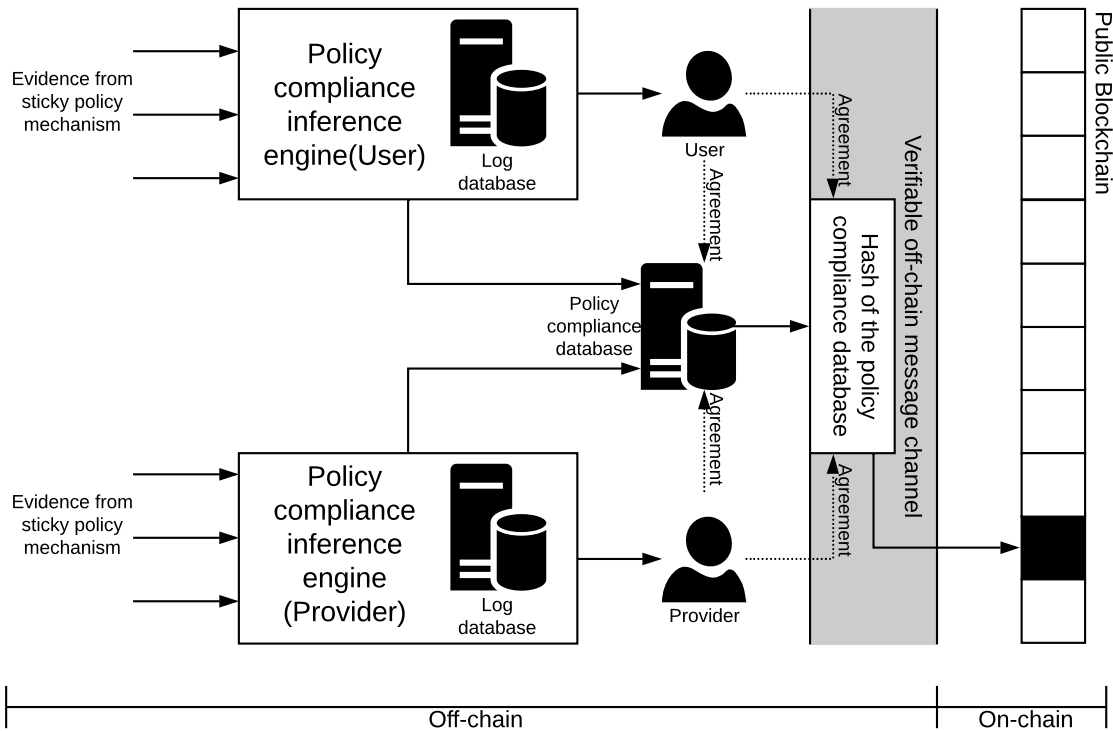 Evidence from
sticky policy
mechanism
Policy
compliance
inference
engine(User)
Log
database
User
Agreement
Agreement
Policy
compliance
database
Hash of the policy
compliance database
Verifiable off-chain message channel
Public Blockchain
Evidence from
sticky policy
mechanism
Policy
compliance
inference
engine
(Provider)
Log
database
Provider
Agreement
Agreement
Off-chain
On-chain